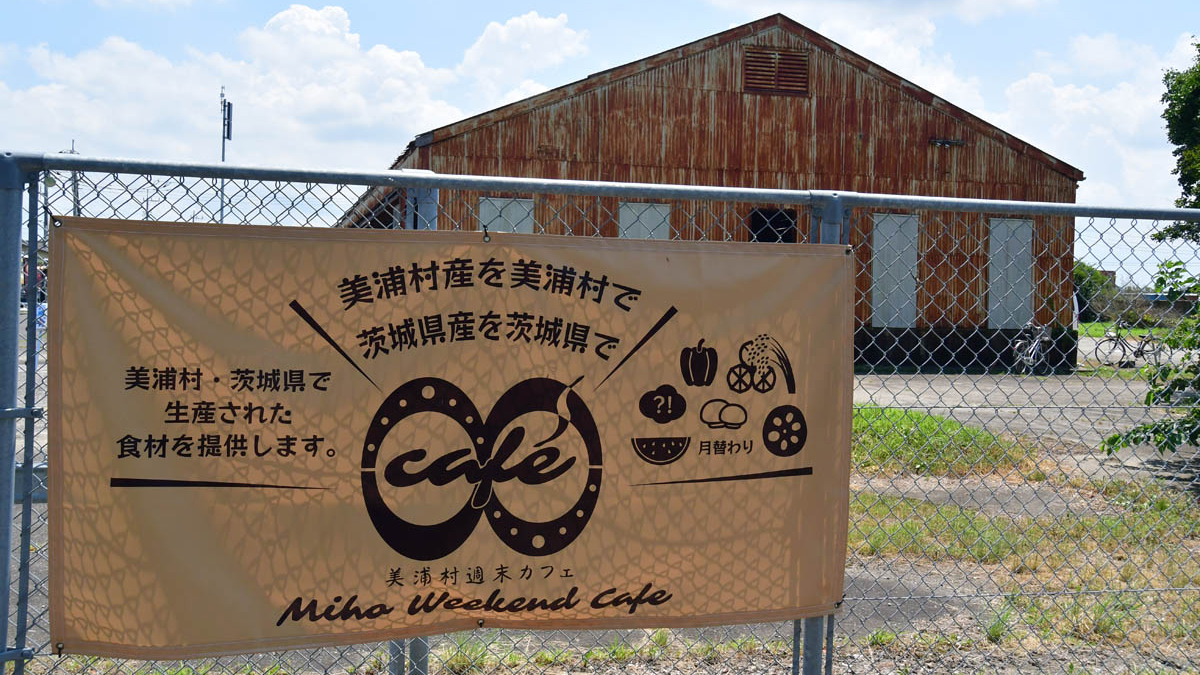 美浦村産を美浦村で
茨城県産を茨城県で
美浦村・茨城県で
生産された
食材を提供します。
café
?!
月替わり
美浦村週末カフェ
Miho Weekend Cafe